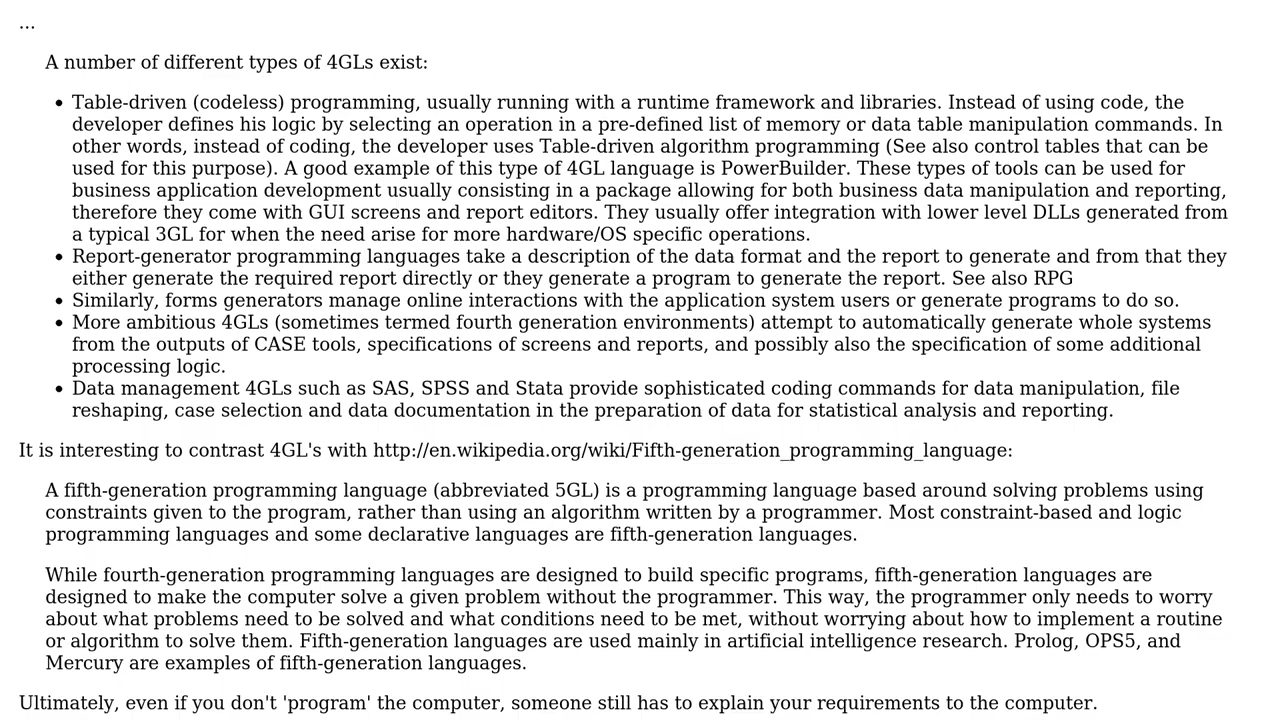 ...
A number of different types of 4GLs exist:
• Table-driven (codeless) programming, usually running with a runtime framework and libraries. Instead of using code, the
developer defines his logic by selecting an operation in a pre-defined list of memory or data table manipulation commands. In
other words, instead of coding, the developer uses Table-driven algorithm programming (See also control tables that can be
used for this purpose). A good example of this type of 4GL language is PowerBuilder. These types of tools can be used for
business application development usually consisting in a package allowing for both business data manipulation and reporting,
therefore they come with GUI screens and report editors. They usually offer integration with lower level DLLs generated from
a typical 3GL for when the need arise for more hardware/OS specific operations.
• Report-generator programming languages take a description of the data format and the report to generate and from that they
either generate the required report directly or they generate a program to generate the report. See also RPG
• Similarly, forms generators manage online interactions with the application system users or generate programs to do so.
• More ambitious 4GLs (sometimes termed fourth generation environments) attempt to automatically generate whole systems
from the outputs of CASE tools, specifications of screens and reports, and possibly also the specification of some additional
processing logic.
• Data management 4GLs such as SAS, SPSS and Stata provide sophisticated coding commands for data manipulation, file
reshaping, case selection and data documentation in the preparation of data for statistical analysis and reporting.
It is interesting to contrast 4GL's with http://en.wikipedia.org/wiki/Fifth-generation_programming_language:
A fifth-generation programming language (abbreviated 5GL) is a programming language based around solving problems using
constraints given to the program, rather than using an algorithm written by a programmer. Most constraint-based and logic
programming languages and some declarative languages are fifth-generation languages.
While fourth-generation programming languages are designed to build specific programs, fifth-generation languages are
designed to make the computer solve a given problem without the programmer. This way, the programmer only needs to worry
about what problems need to be solved and what conditions need to be met, without worrying about how to implement a routine
or algorithm to solve them. Fifth-generation languages are used mainly in artificial intelligence research. Prolog, OPS5, and
Mercury are examples of fifth-generation languages.
Ultimately, even if you don't 'program' the computer, someone still has to explain your requirements to the computer.